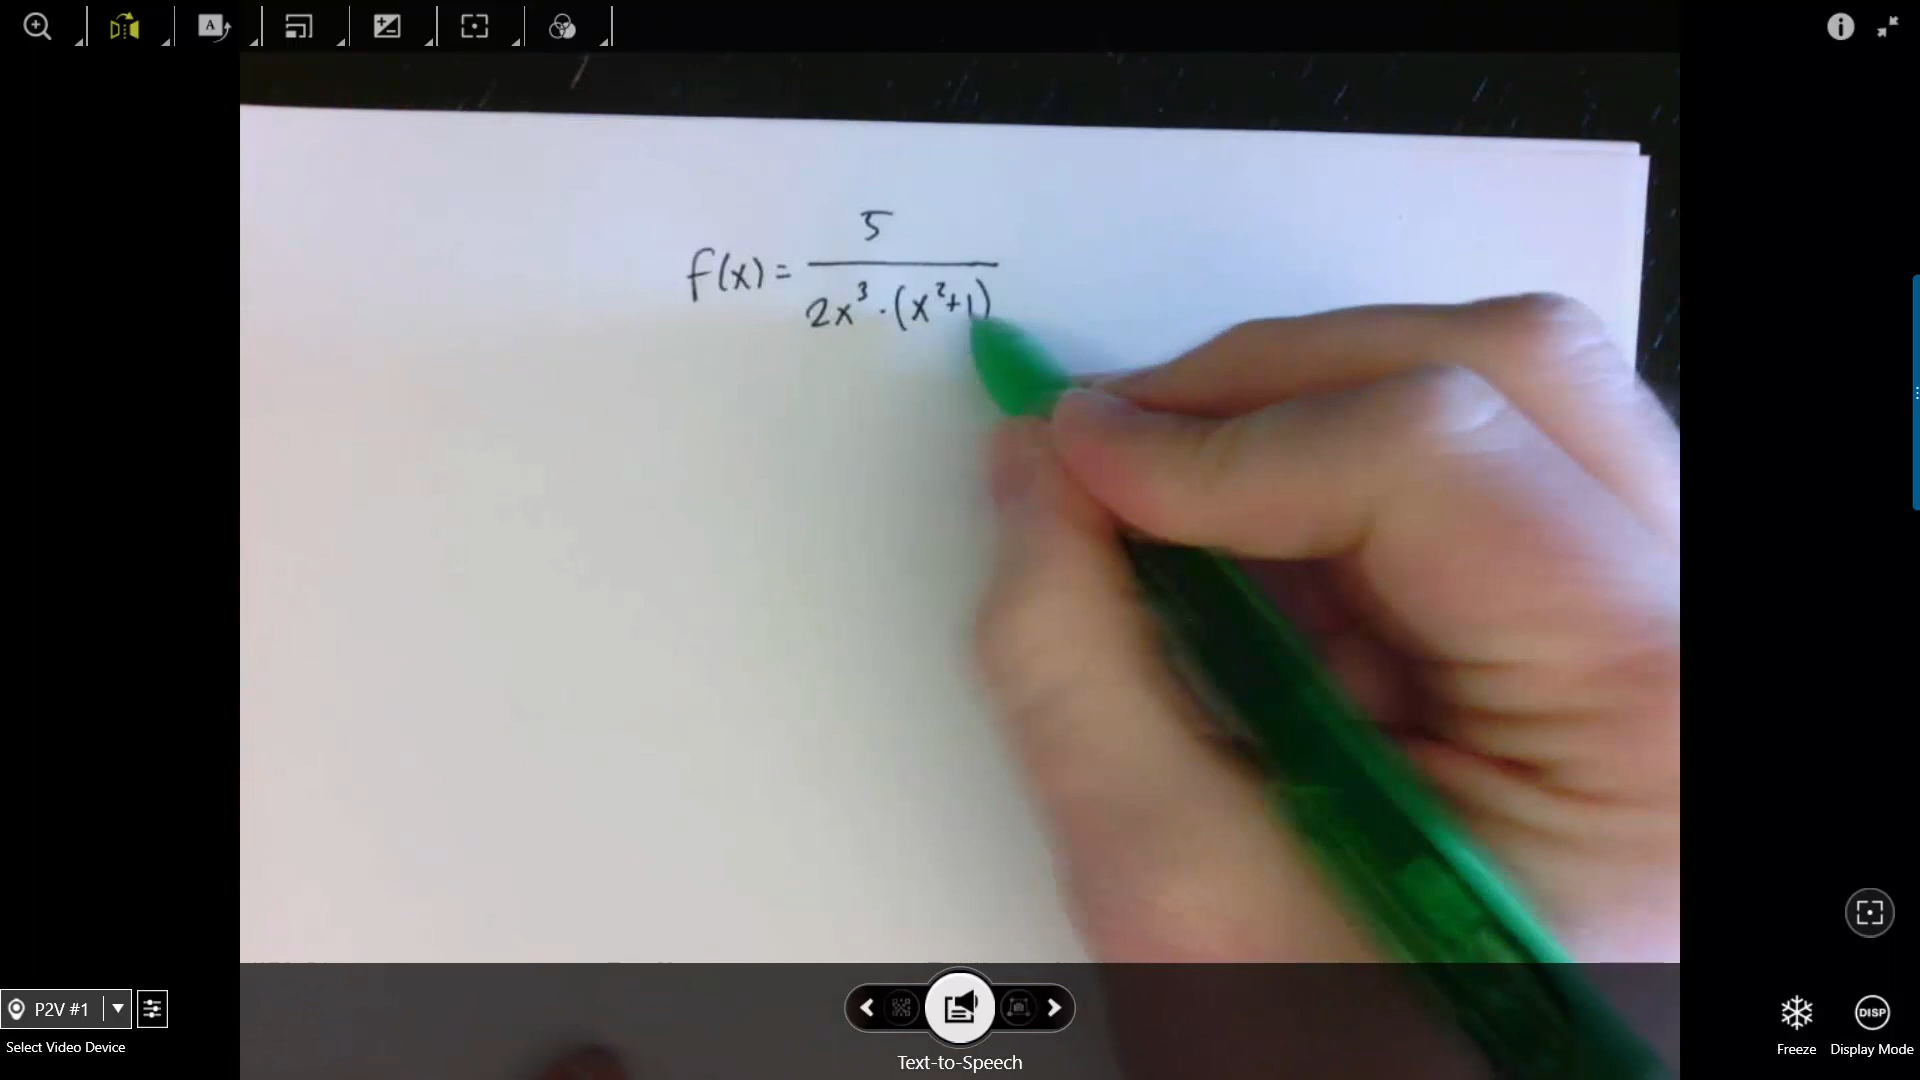 f(x) = 5 / (2x³ · (x²+1))
P2V #1
Select Video Device
Text-to-Speech
Freeze
DISP
Display Mode